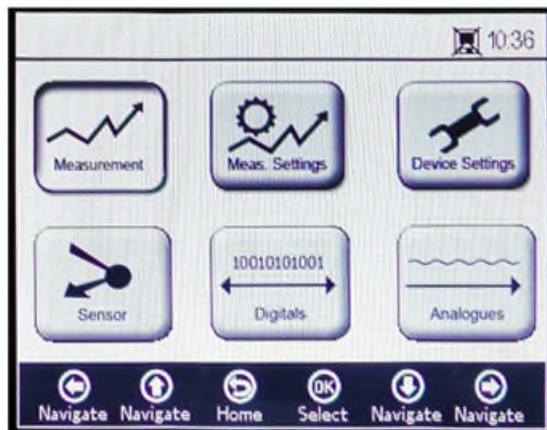 10:36
Measurement
Meas. Settings
Device Settings
10010101001
Sensor
Digitals
Analogues
OK
Navigate Navigate Home Select Navigate Navigate